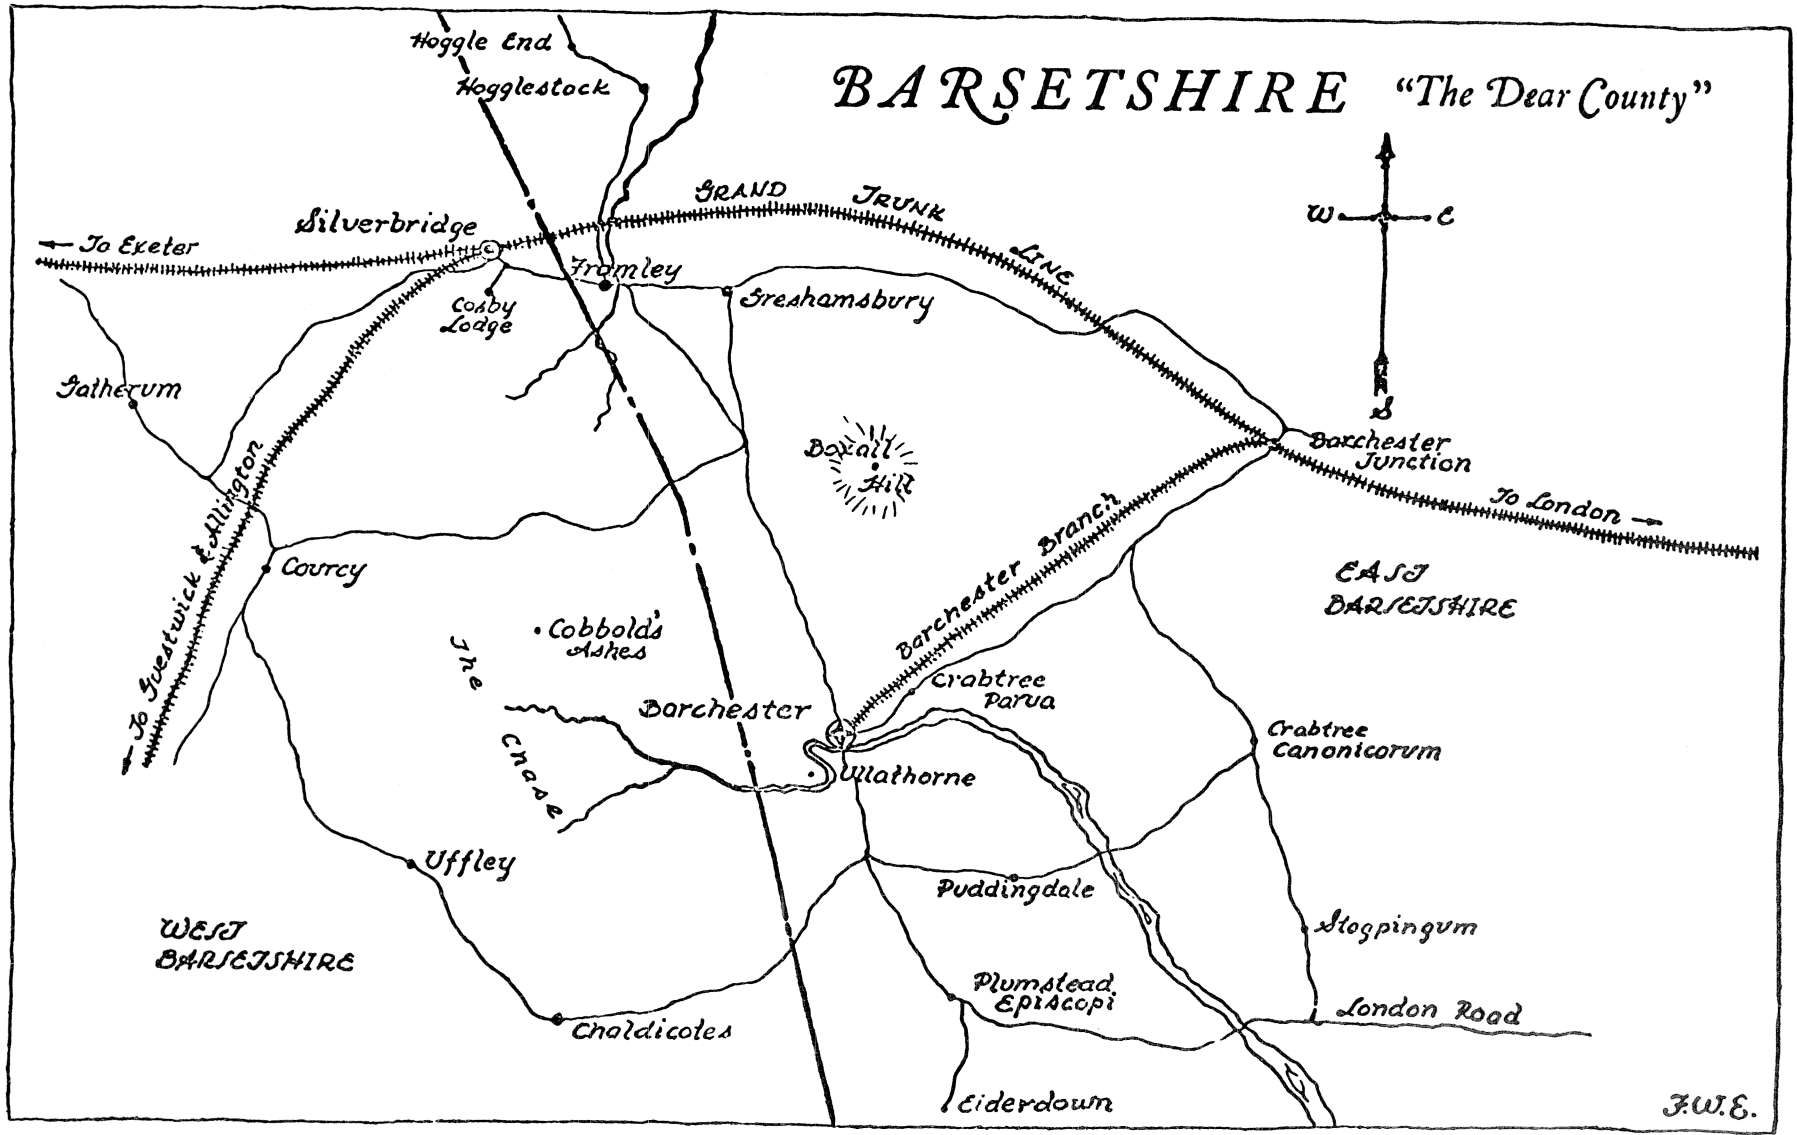 BARSETSHIRE "The Dear County"
Hoggle End
Hogglestock
W
E
S
GRAND TRUNK LINE
Silverbridge
← To Exeter
Framley
Cosby
Lodge
Greshamsbury
Gatherum
Boxall
Hill
Barchester
Junction
To London →
← To Guestwick & Allington
Courcy
Barchester Branch
EAST
BARSETSHIRE
Cobbold's
Ashes
The Chase
Barchester
Crabtree
Parva
Crabtree
Canonicorum
Ullathorne
Uffley
Puddingdale
WEST
BARSETSHIRE
Stogpingum
Plumstead
Episcopi
London Road
Chaldicotes
Eiderdown
F.W.E.